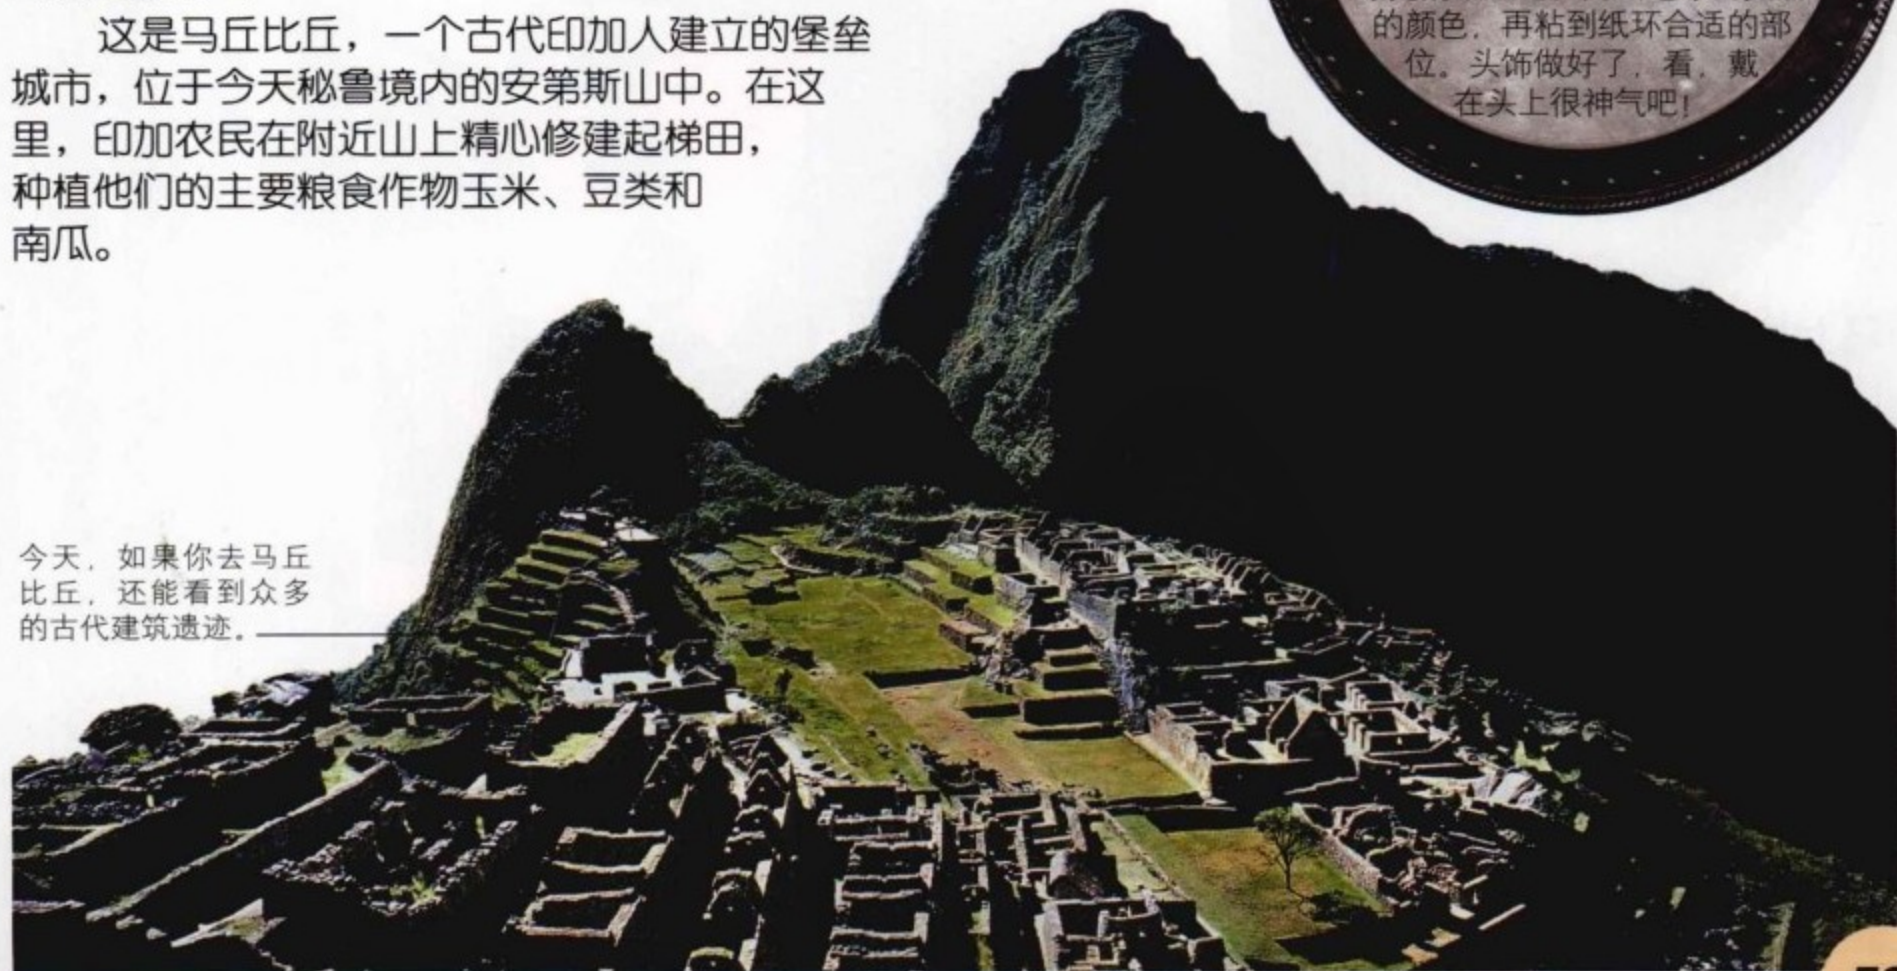 这是马丘比丘，一个古代印加人建立的堡垒
城市，位于今天秘鲁境内的安第斯山中。在这
里，印加农民在附近山上精心修建起梯田，
种植他们的主要粮食作物玉米、豆类和
南瓜。
的颜色，再粘到纸环合适的部
位。头饰做好了，看，戴
在头上很神气吧！
今天，如果你去马丘
比丘，还能看到众多
的古代建筑遗迹。